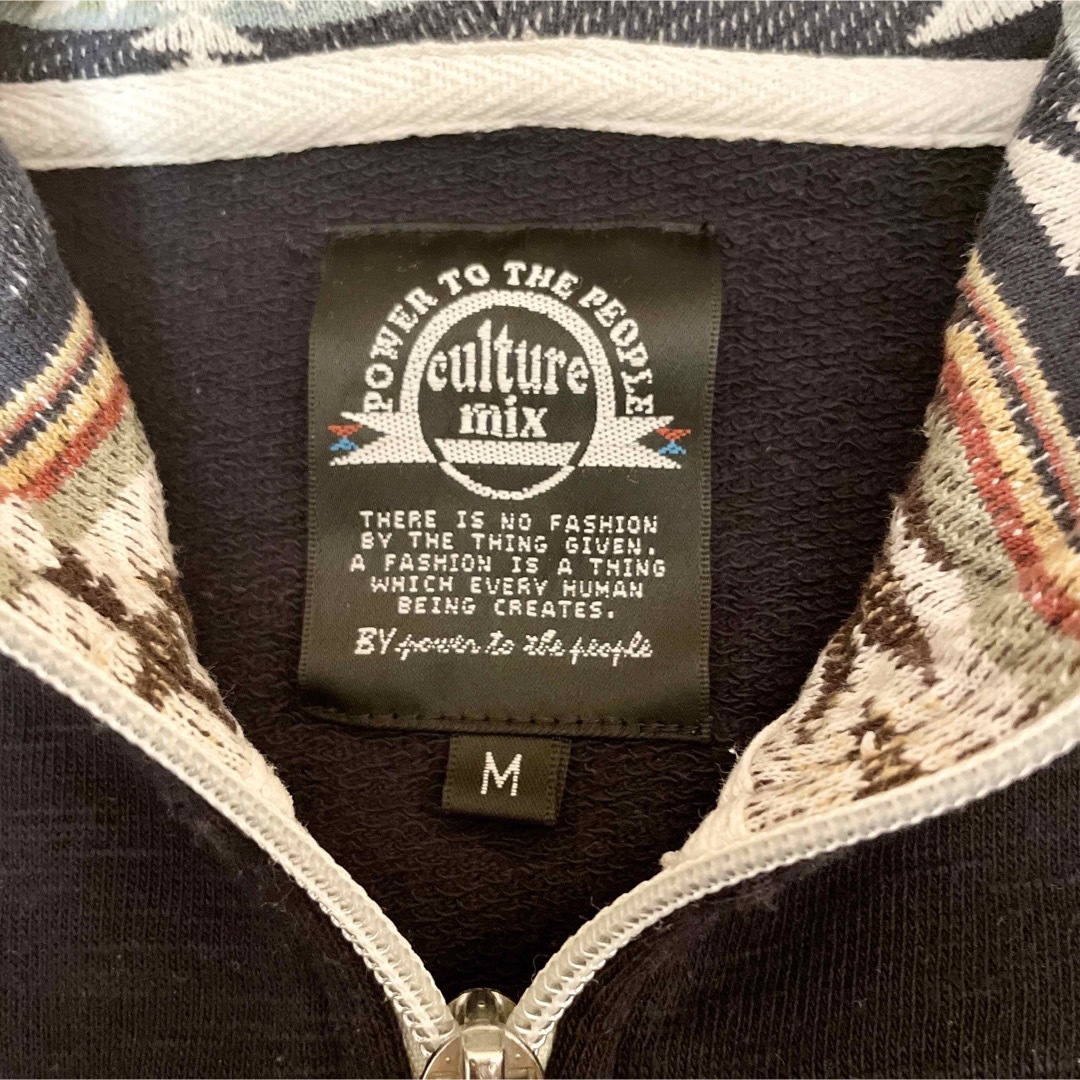 POWER TO THE PEOPLE
culture
mix
THERE IS NO FASHION
BY THE THING GIVEN.
A FASHION IS A THING
WHICH EVERY HUMAN
BEING CREATES.
BY power to the people
M